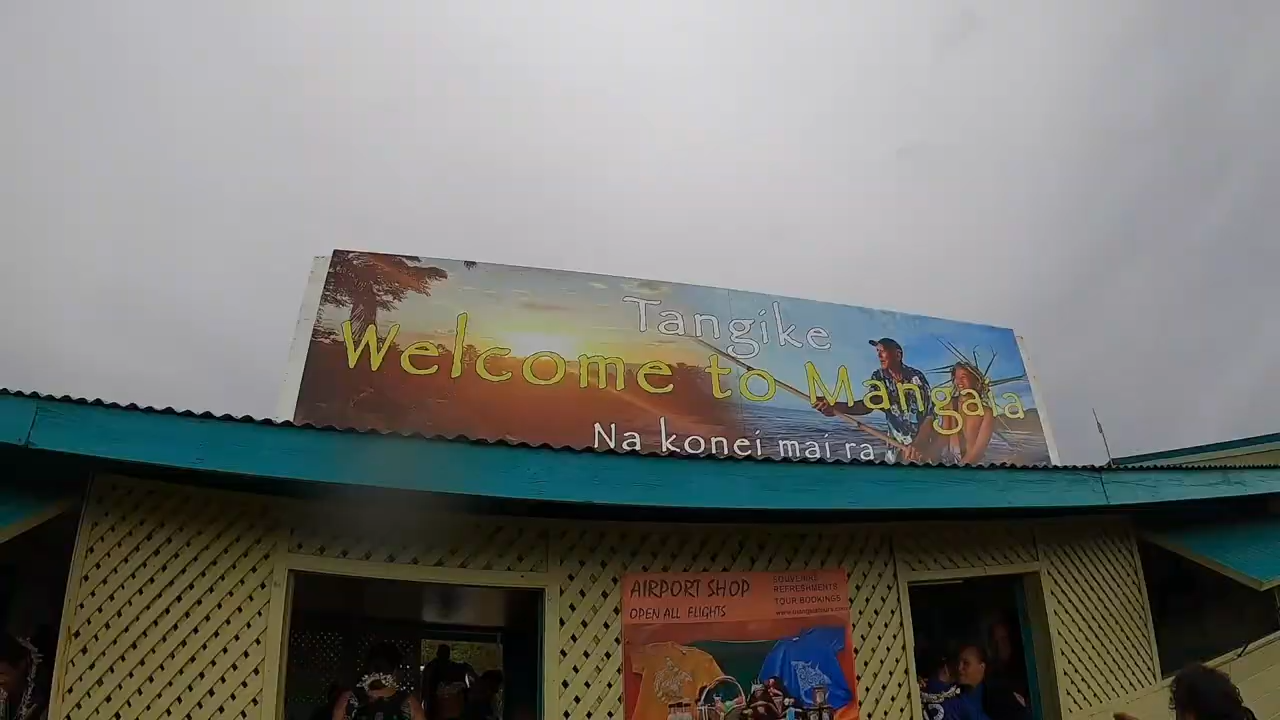 Tangike
Welcome to Mangaia
Na konei mai ra
AIRPORT SHOP
OPEN ALL FLIGHTS
SOUVENIRS
REFRESHMENTS
TOUR BOOKINGS